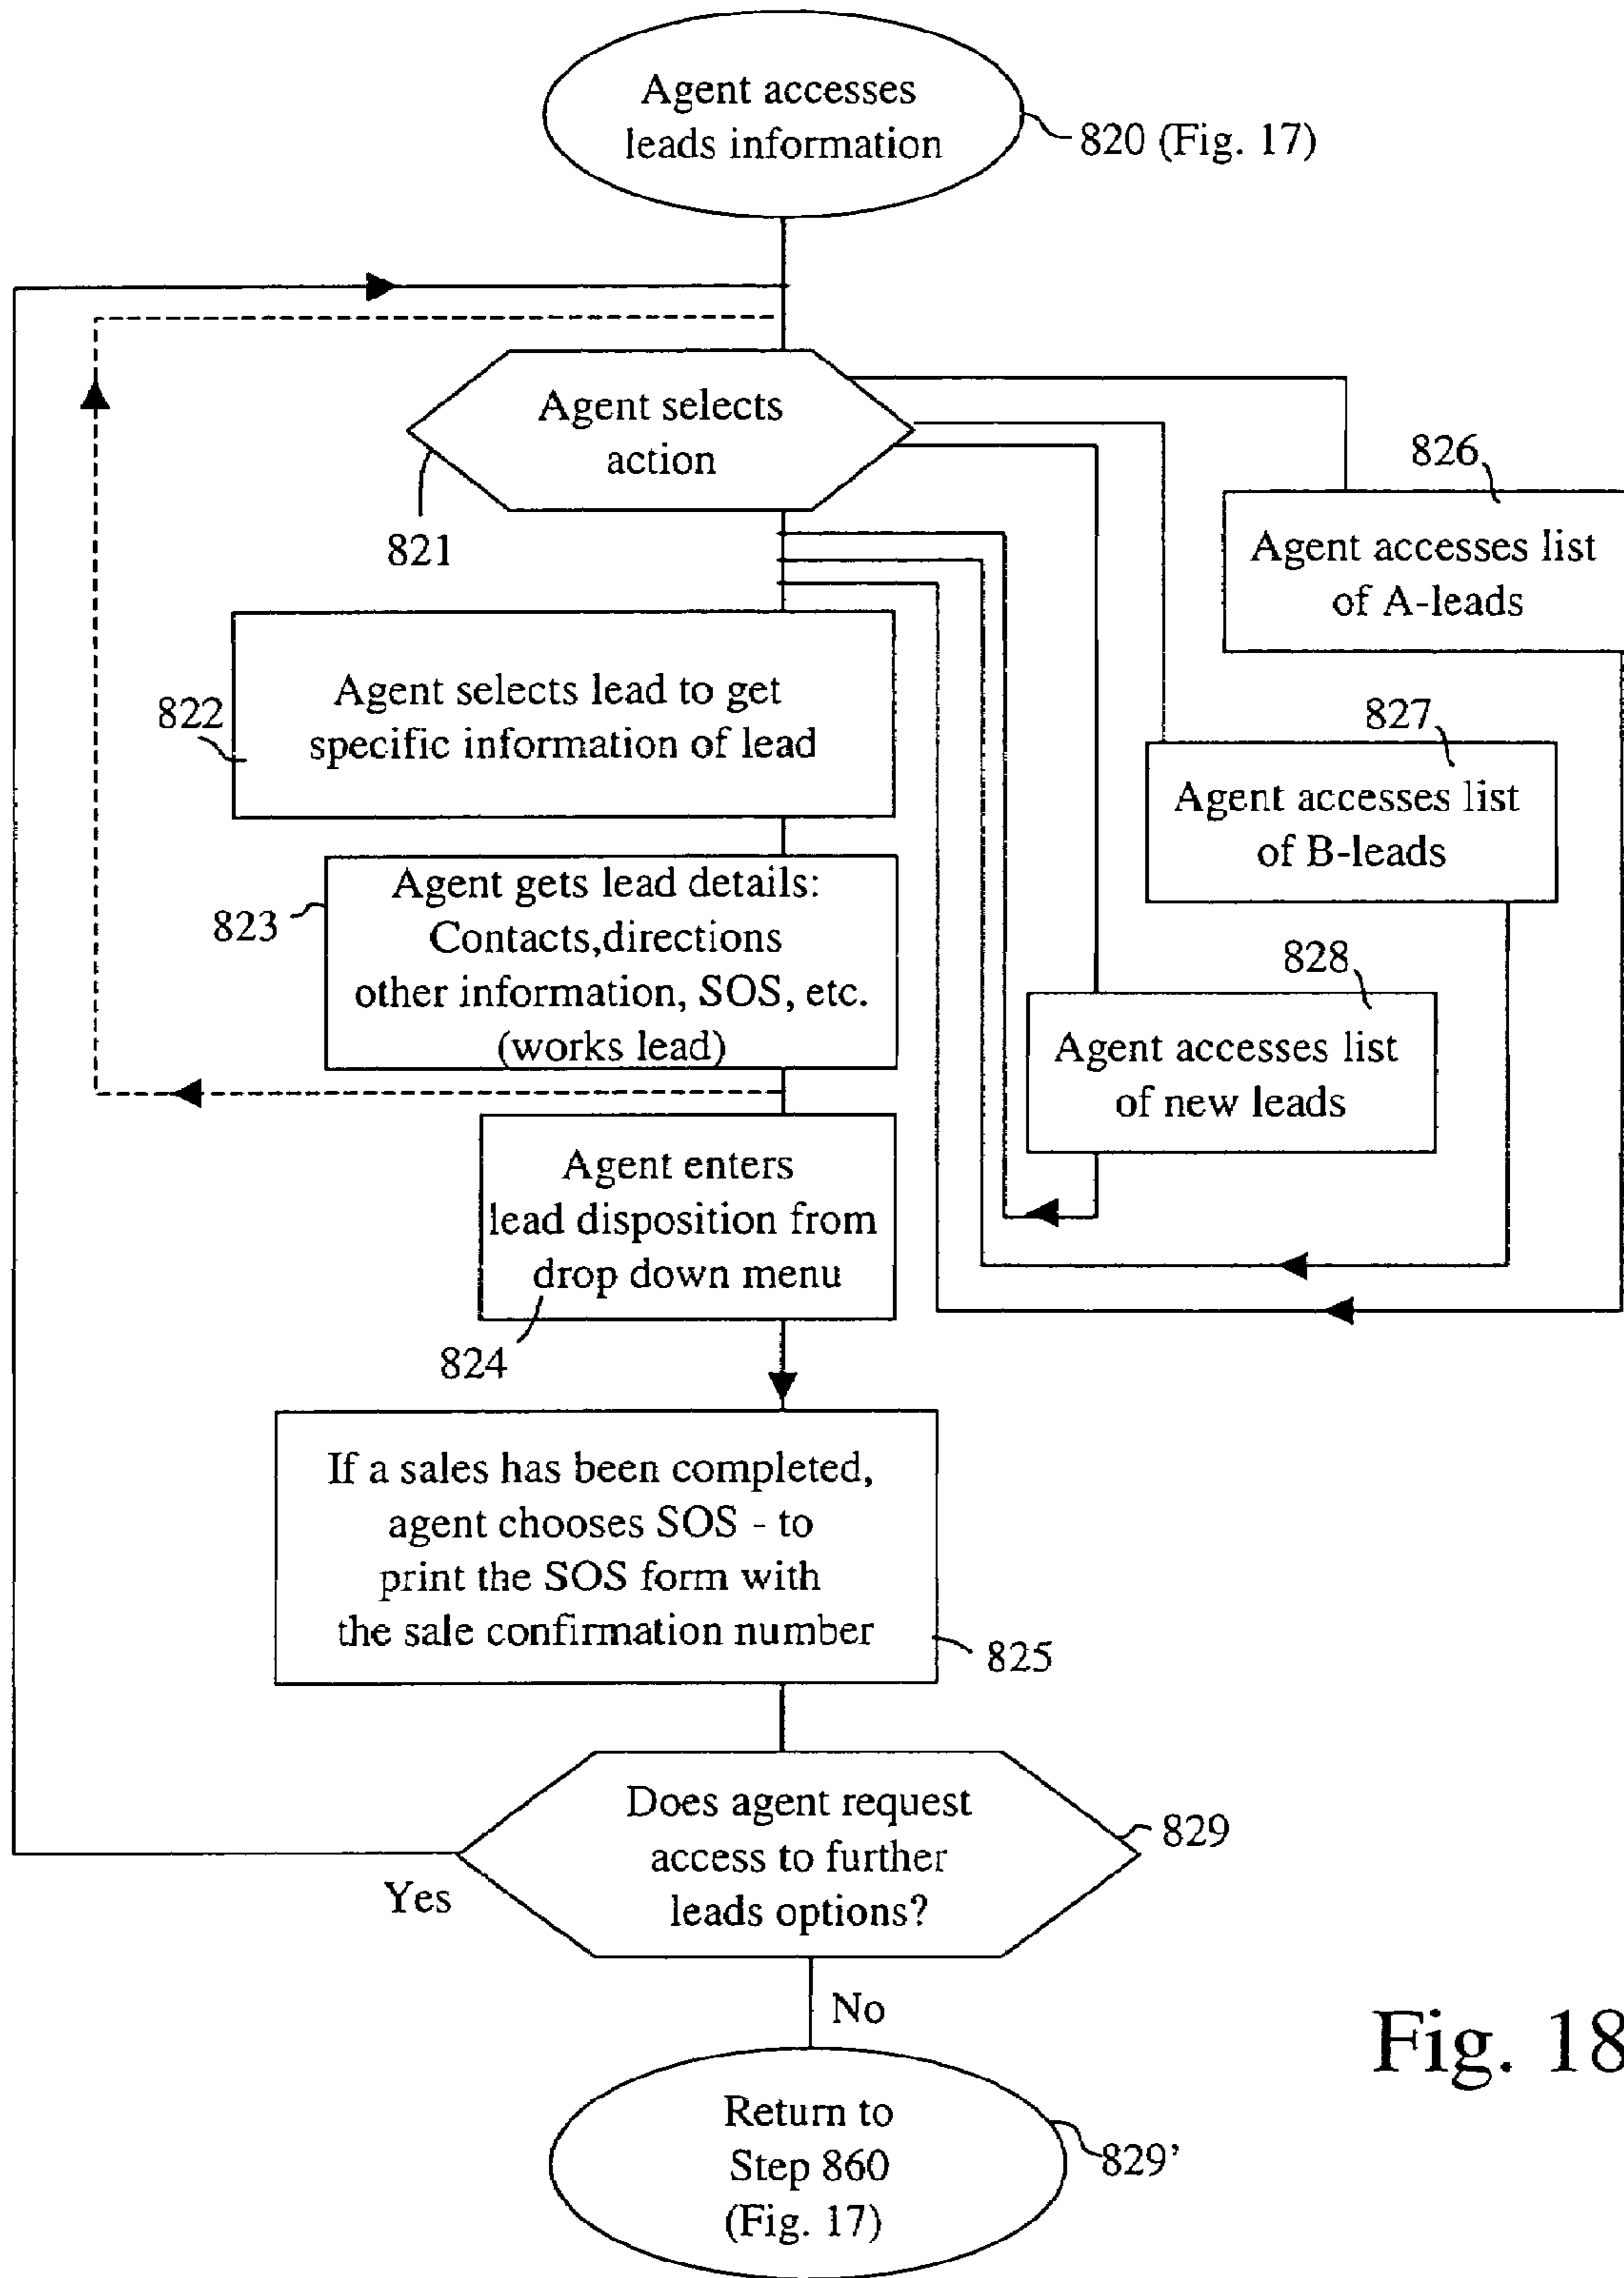 Agent accesses
leads information
820 (Fig. 17)
Agent selects
action
821
826
Agent accesses list
of A-leads
822
Agent selects lead to get
specific information of lead
827
Agent accesses list
of B-leads
823
Agent gets lead details:
Contacts,directions
other information, SOS, etc.
(works lead)
828
Agent accesses list
of new leads
Agent enters
lead disposition from
drop down menu
824
If a sales has been completed,
agent chooses SOS - to
print the SOS form with
the sale confirmation number
825
Does agent request
access to further
leads options?
829
Yes
No
Return to
Step 860
(Fig. 17)
829'
Fig. 18